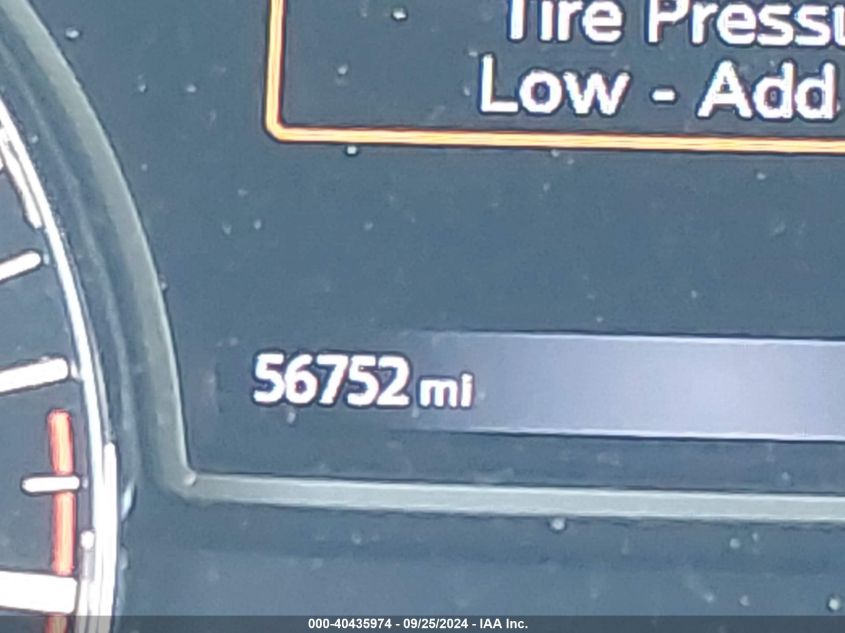 Tire Pressu
Low - Add
56752 mi
000-40435974 - 09/25/2024 - IAA Inc.